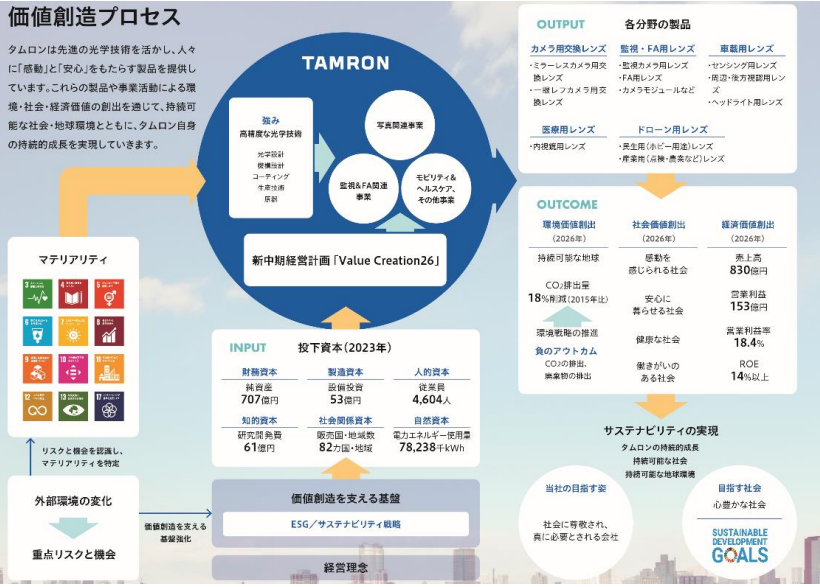 価値創造プロセス
タムロンは先進の光学技術を活かし、人々
に「感動」と「安心」をもたらす製品を提供し
ています。これらの製品や事業活動による環
境・社会・経済価値の創出を通じて、持続可
能な社会・地球環境とともに、タムロン自身
の持続的成長を実現していきます。
マテリアリティ
リスクと機会を認識し、
マテリアリティを特定
外部環境の変化
重点リスクと機会
価値創造を支える
基盤強化
TAMRON
強み
高精度な光学技術
光学設計
機構設計
コーティング
生産技術
原器
写真関連事業
監視&FA関連
事業
モビリティ&
ヘルスケア、
その他事業
新中期経営計画「Value Creation26」
INPUT 投下資本(2023年)
財務資本
純資産
707億円
製造資本
設備投資
53億円
人的資本
従業員
4,604人
知的資本
研究開発費
61億円
社会関係資本
販売国・地域数
82カ国・地域
自然資本
電力エネルギー使用量
78,238千kWh
価値創造を支える基盤
ESG/サステナビリティ戦略
経営理念
OUTPUT 各分野の製品
カメラ用交換レンズ
・ミラーレスカメラ用交
換レンズ
・一眼レフカメラ用交
換レンズ
監視・FA用レンズ
・監視カメラ用レンズ
・FA用レンズ
・カメラモジュールなど
車載用レンズ
・センシング用レンズ
・周辺・後方視認用レン
ズ
・ヘッドライト用レンズ
医療用レンズ
・内視鏡用レンズ
ドローン用レンズ
・民生用(ホビー用途)レンズ
・産業用(点検・農業など)レンズ
OUTCOME
環境価値創出
(2026年)
持続可能な地球
CO₂排出量
18%削減(2015年比)
環境戦略の推進
負のアウトカム
CO₂の排出、
廃棄物の排出
社会価値創出
(2026年)
感動を
感じられる社会
安心に
暮らせる社会
健康な社会
働きがいの
ある社会
経済価値創出
(2026年)
売上高
830億円
営業利益
153億円
営業利益率
18.4%
ROE
14%以上
サステナビリティの実現
タムロンの持続的成長
持続可能な社会
持続可能な地球環境
当社の目指す姿
社会に尊敬され、
真に必要とされる会社
目指す社会
心豊かな社会
SUSTAINABLE
DEVELOPMENT
GOALS